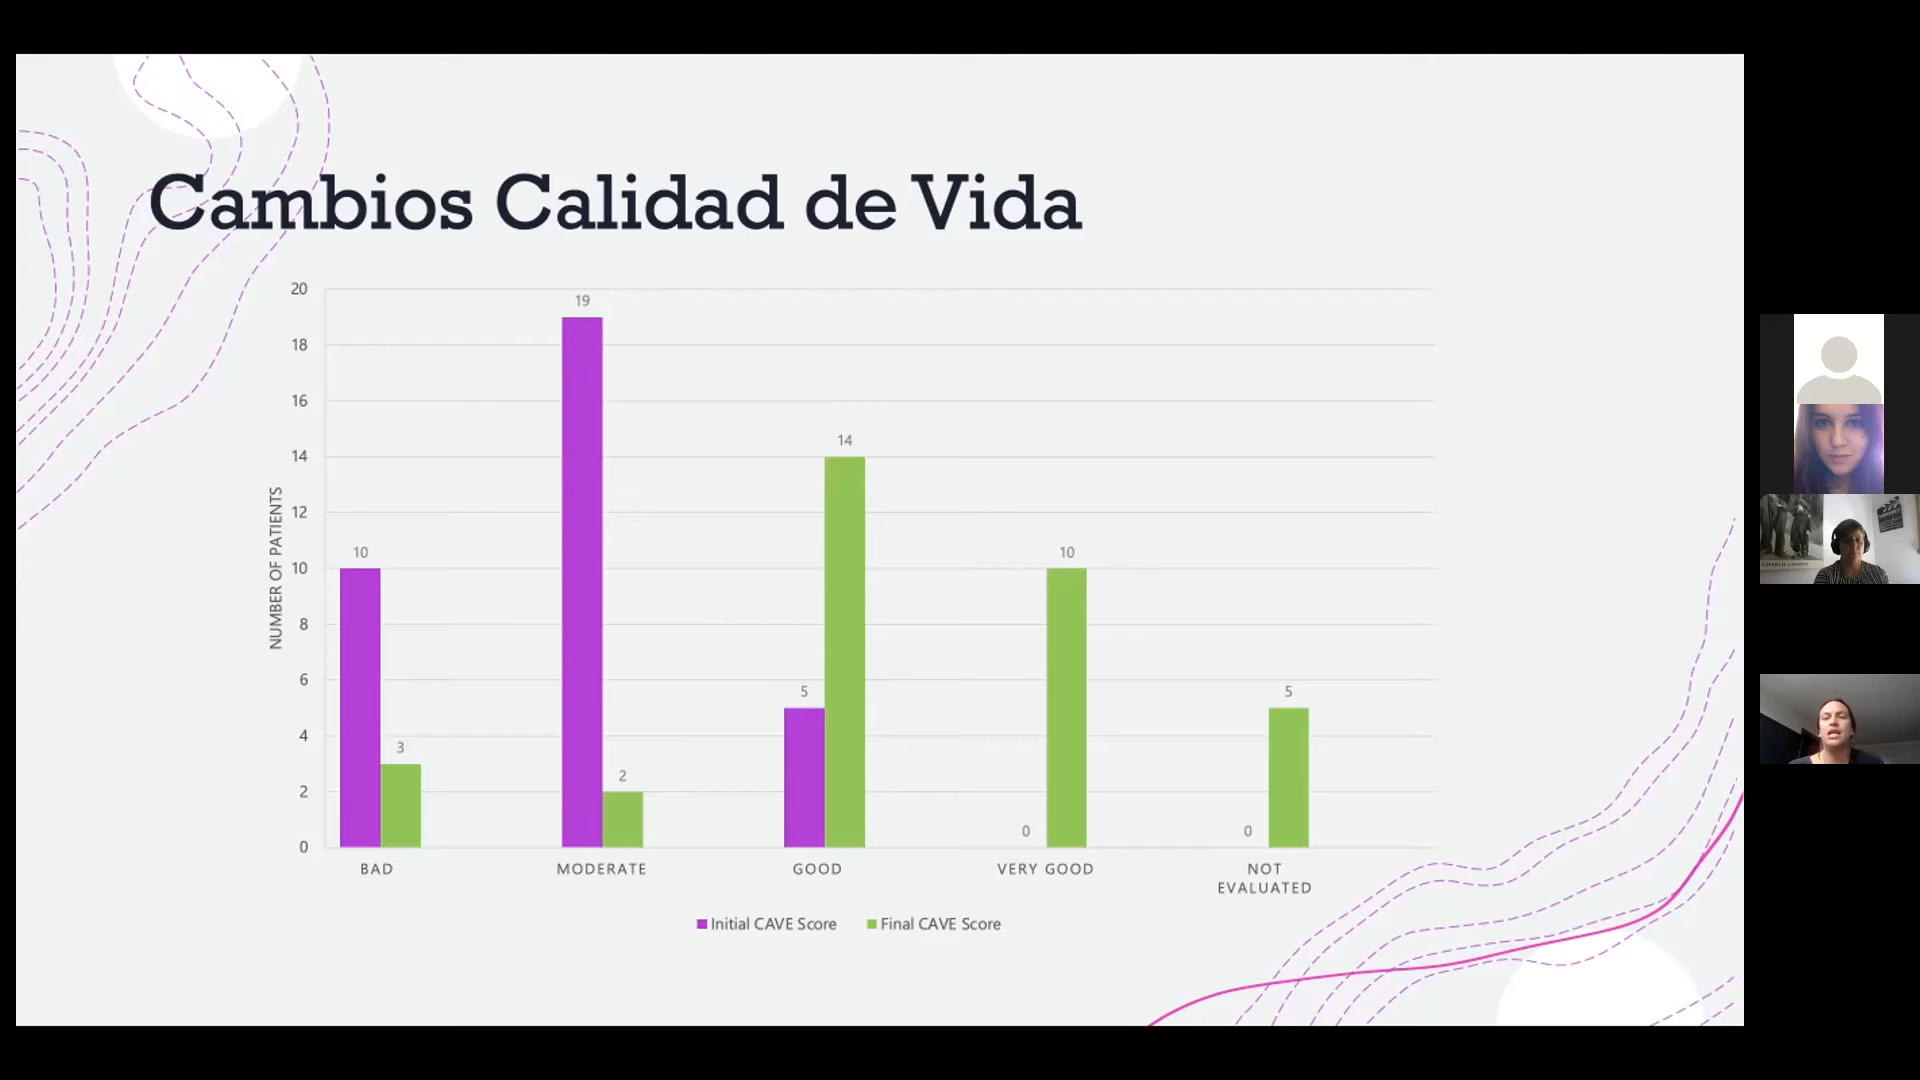 Cambios Calidad de Vida
20
18
16
14
12
10
8
6
4
2
0
NUMBER OF PATIENTS
10
3
19
2
5
14
0
10
0
5
BAD
MODERATE
GOOD
VERY GOOD
NOT
EVALUATED
Initial CAVE Score
Final CAVE Score